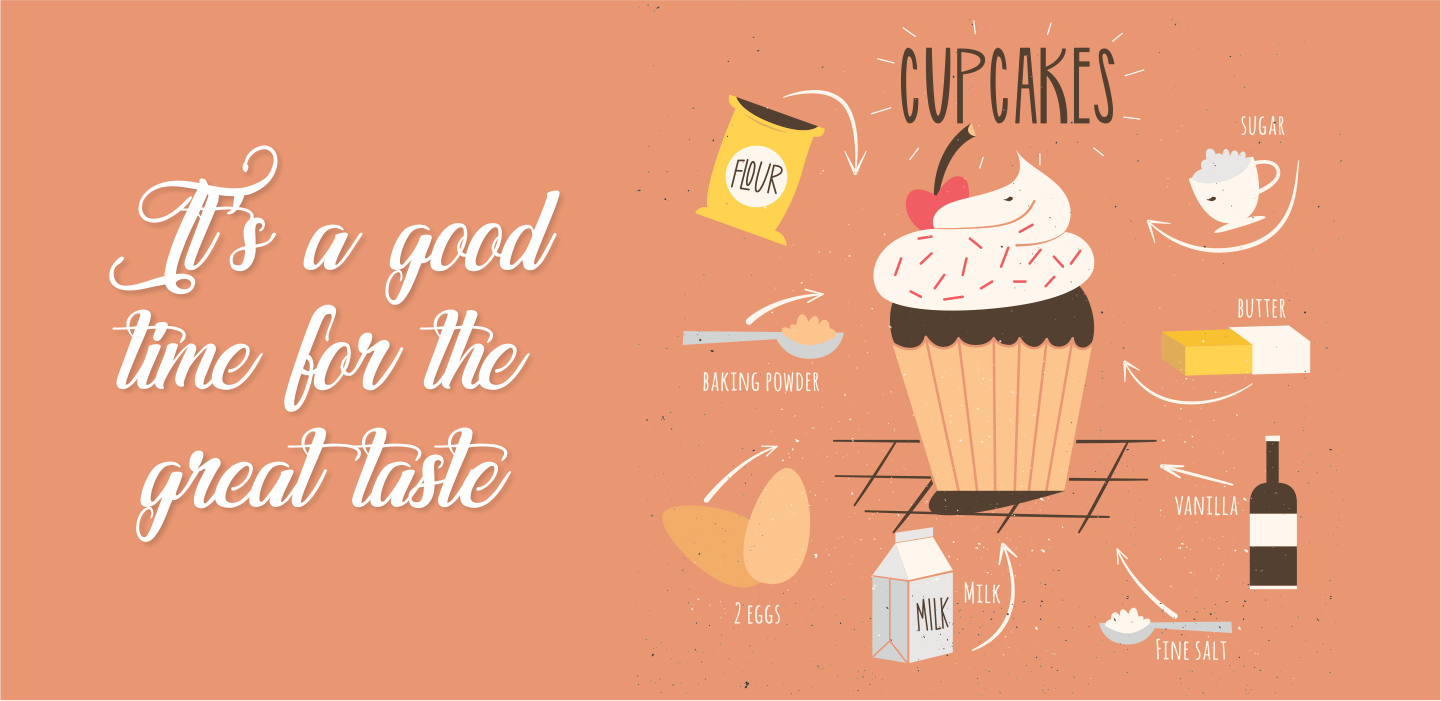 It's a good
time for the
great taste
CUPCAKES
FLOUR
SUGAR
BAKING POWDER
BUTTER
VANILLA
2 EGGS
MILK
MILK
FINE SALT